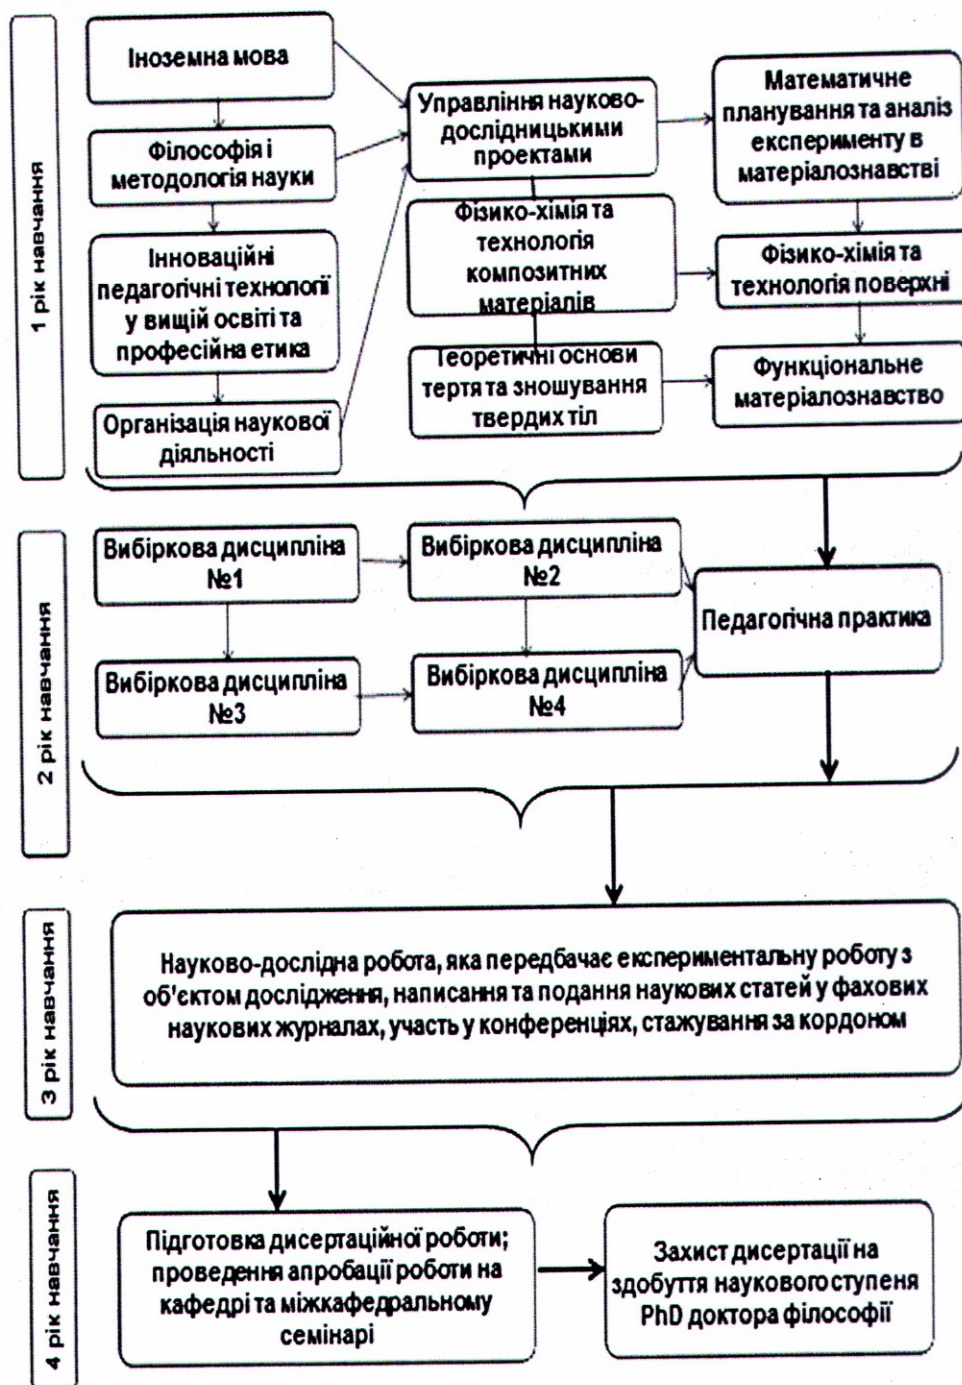 1 рік навчання
Іноземна мова
Філософія і
методологія науки
Інноваційні
педагогічні технології
у вищій освіті та
професійна етика
Організація наукової
діяльності
Управління науково-
дослідницькими
проектами
Фізико-хімія та
технологія
композитних
матеріалів
Теоретичні основи
тертя та зношування
твердих тіл
Математичне
планування та аналіз
експерименту в
матеріалознавстві
Фізико-хімія та
технологія поверхні
Функціональне
матеріалознавство
2 рік навчання
Вибіркова дисципліна
№1
Вибіркова дисципліна
№2
Вибіркова дисципліна
№3
Вибіркова дисципліна
№4
Педагогічна практика
3 рік навчання
Науково-дослідна робота, яка передбачає експериментальну роботу з
об'єктом дослідження, написання та подання наукових статей у фахових
наукових журналах, участь у конференціях, стажування за кордоном
4 рік навчання
Підготовка дисертаційної роботи;
проведення апробації роботи на
кафедрі та міжкафедральному
семінарі
Захист дисертації на
здобуття наукового ступеня
PhD доктора філософії